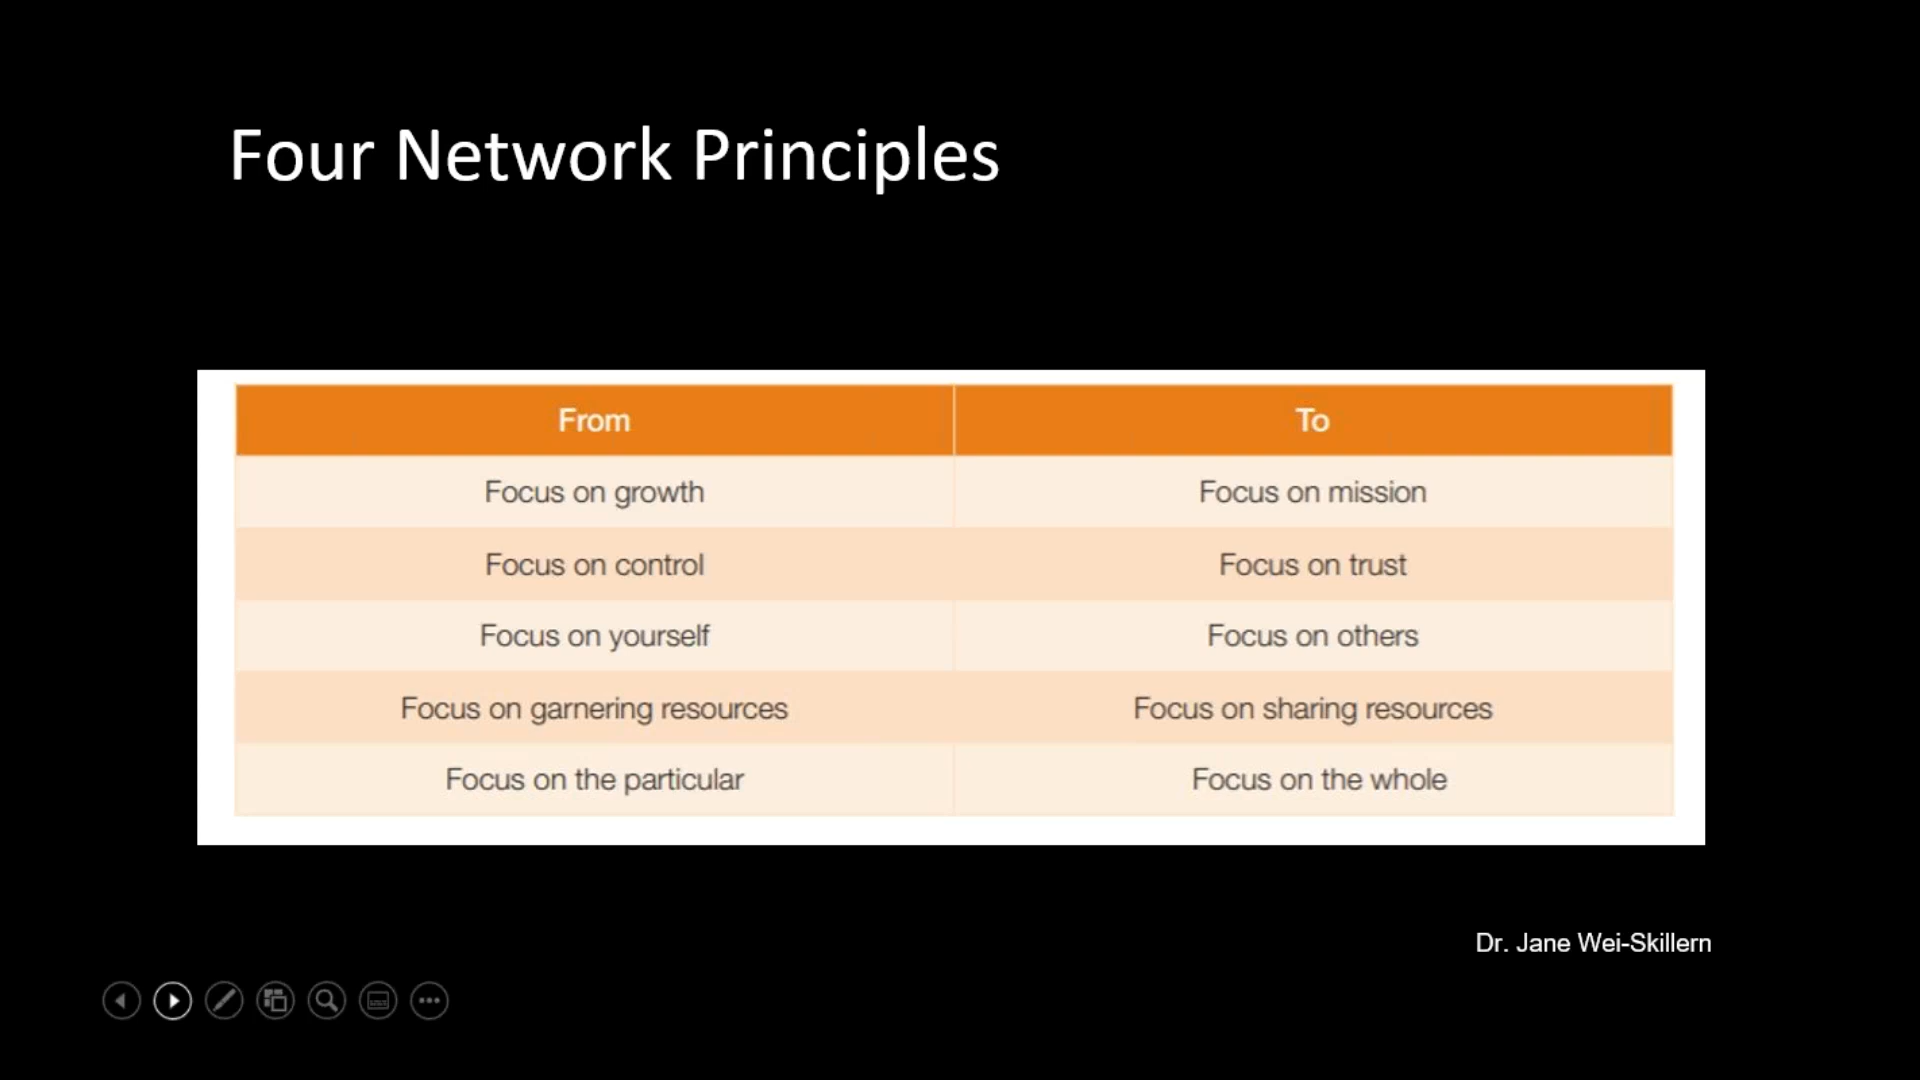 Four Network Principles
From To
Focus on growth Focus on mission
Focus on control Focus on trust
Focus on yourself Focus on others
Focus on garnering resources Focus on sharing resources
Focus on the particular Focus on the whole
Dr. Jane Wei-Skillern